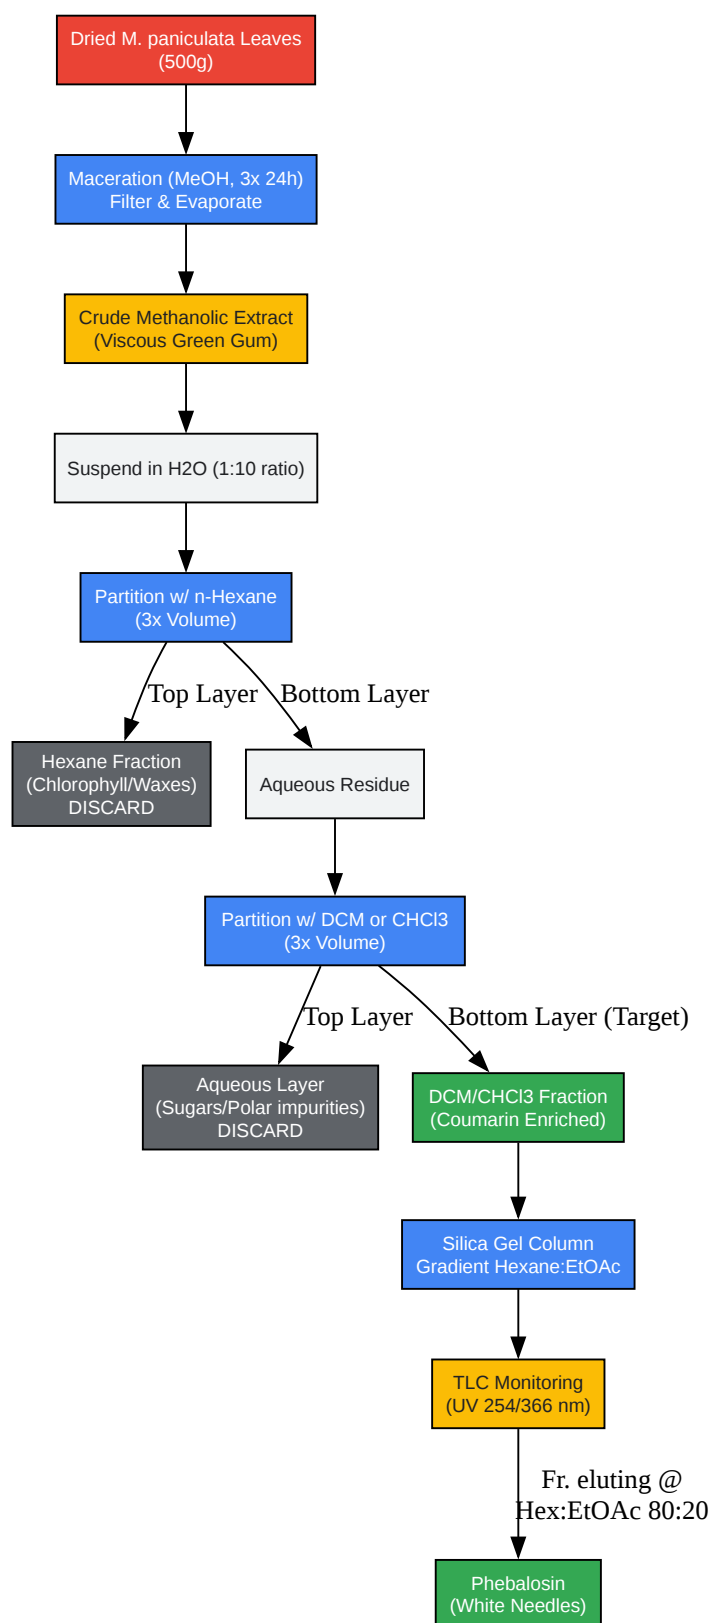 Dried M. paniculata Leaves
(500g)
Maceration (MeOH, 3x 24h)
Filter & Evaporate
Crude Methanolic Extract
(Viscous Green Gum)
Suspend in H2O (1:10 ratio)
Partition w/ n-Hexane
(3x Volume)
Top Layer
Bottom Layer
Hexane Fraction
(Chlorophyll/Waxes)
DISCARD
Aqueous Residue
Partition w/ DCM or CHCl3
(3x Volume)
Top Layer
Bottom Layer (Target)
Aqueous Layer
(Sugars/Polar impurities)
DISCARD
DCM/CHCl3 Fraction
(Coumarin Enriched)
Silica Gel Column
Gradient Hexane:EtOAc
TLC Monitoring
(UV 254/366 nm)
Fr. eluting @
Hex:EtOAc 80:20
Phebalosin
(White Needles)